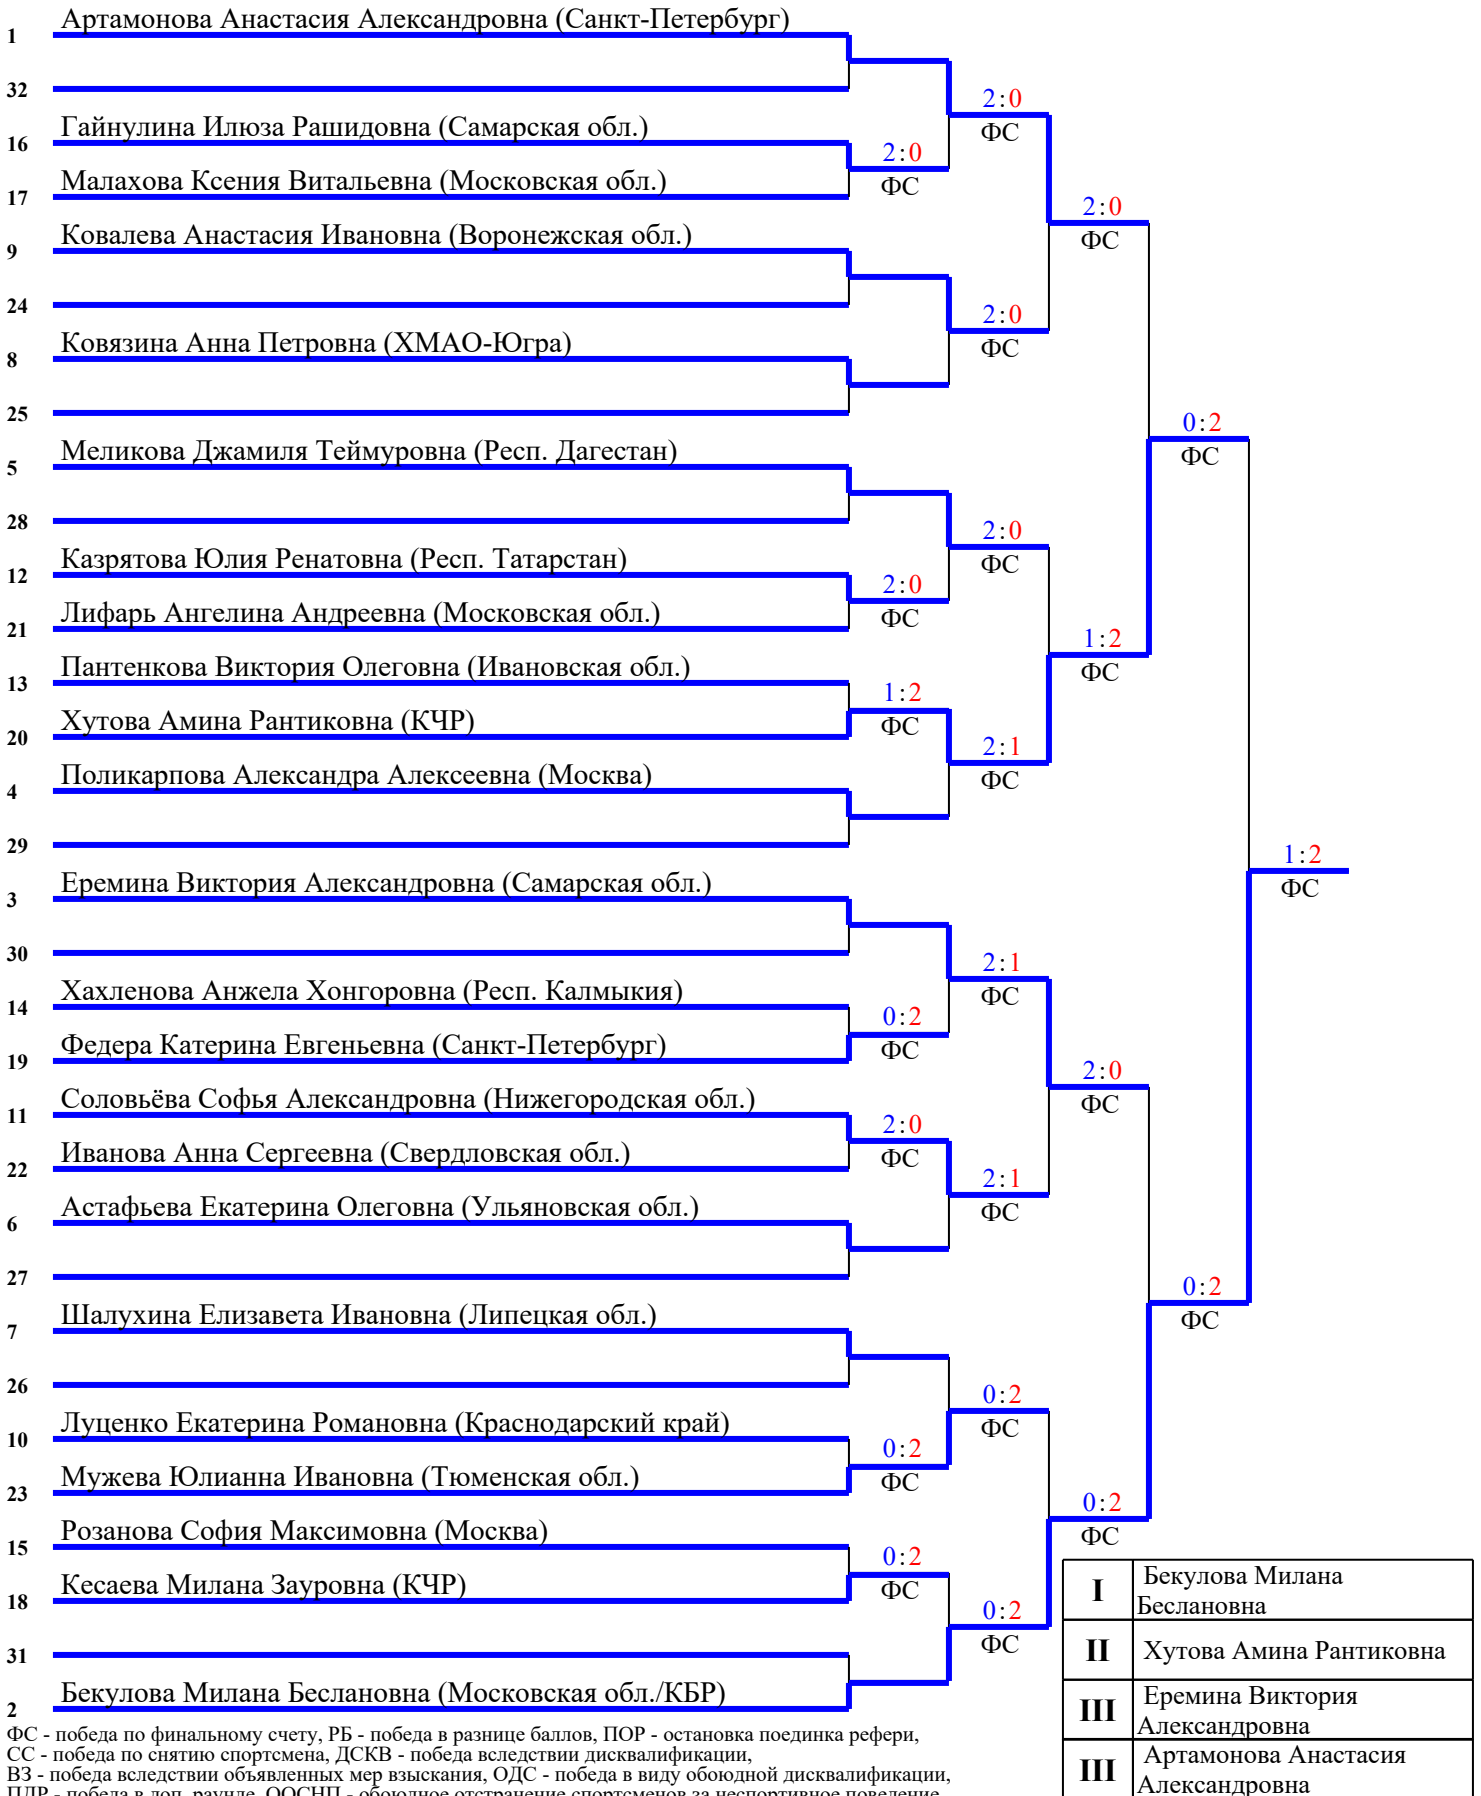 Артамонова Анастасия Александровна (Санкт-Петербург)
1
32
2:0
ФС
Гайнулина Илюза Рашидовна (Самарская обл.)
16
2:0
ФС
Малахова Ксения Витальевна (Московская обл.)
17
2:0
ФС
Ковалева Анастасия Ивановна (Воронежская обл.)
9
24
2:0
ФС
Ковязина Анна Петровна (ХМАО-Югра)
8
25
0:2
ФС
Меликова Джамиля Теймуровна (Респ. Дагестан)
5
28
2:0
ФС
Казрятова Юлия Ренатовна (Респ. Татарстан)
12
2:0
ФС
Лифарь Ангелина Андреевна (Московская обл.)
21
1:2
ФС
Пантенкова Виктория Олеговна (Ивановская обл.)
13
1:2
ФС
Хутова Амина Рантиковна (КЧР)
20
2:1
ФС
Поликарпова Александра Алексеевна (Москва)
4
29
1:2
ФС
Еремина Виктория Александровна (Самарская обл.)
3
30
2:1
ФС
Хахленова Анжела Хонгоровна (Респ. Калмыкия)
14
0:2
ФС
Федера Катерина Евгеньевна (Санкт-Петербург)
19
2:0
ФС
Соловьёва Софья Александровна (Нижегородская обл.)
11
2:0
ФС
Иванова Анна Сергеевна (Свердловская обл.)
22
2:1
ФС
Астафьева Екатерина Олеговна (Ульяновская обл.)
6
27
0:2
ФС
Шалухина Елизавета Ивановна (Липецкая обл.)
7
26
0:2
ФС
Луценко Екатерина Романовна (Краснодарский край)
10
0:2
ФС
Мужева Юлианна Ивановна (Тюменская обл.)
23
0:2
ФС
Розанова София Максимовна (Москва)
15
0:2
ФС
Кесаева Милана Зауровна (КЧР)
18
0:2
ФС
31
Бекулова Милана Беслановна (Московская обл./КБР)
2
I
Бекулова Милана
Беслановна
II
Хутова Амина Рантиковна
III
Еремина Виктория
Александровна
III
Артамонова Анастасия
Александровна
ФС - победа по финальному счету, РБ - победа в разнице баллов, ПОР - остановка поединка рефери,
СС - победа по снятию спортсмена, ДСКВ - победа вследствии дисквалификации,
ВЗ - победа вследствии объявленных мер взыскания, ОДС - победа в виду обоюдной дисквалификации,
ПДР - победа в доп. раунде, ООСНП - обоюдное отстранение спортсменов за неспортивное поведение